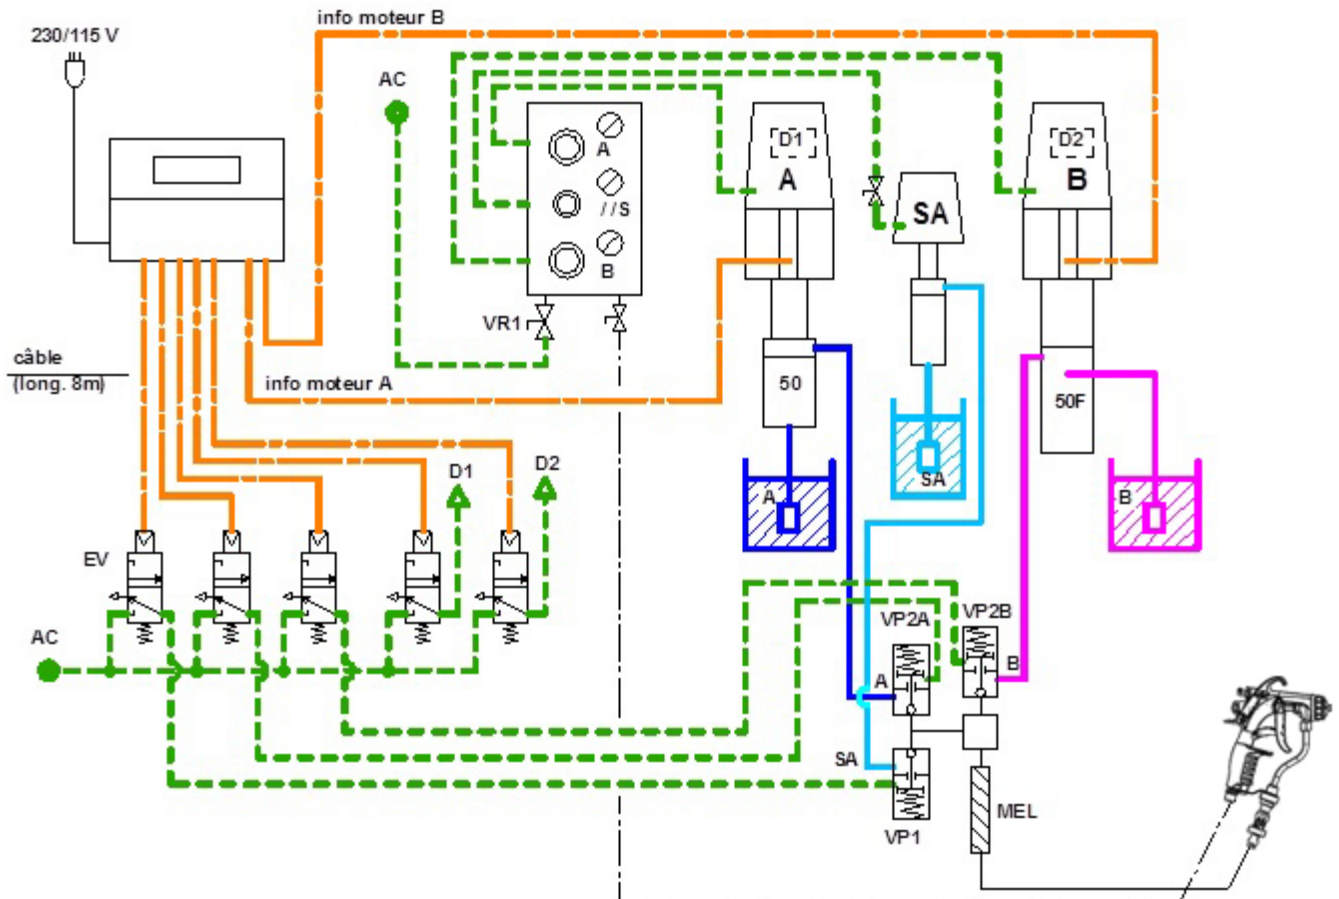 info moteur B
230/115 V
AC
D1
A
D2
B
SA
A
//S
B
VR1
câble
(long. 8m)
info moteur A
50
50F
D1
D2
A
SA
B
EV
AC
VP2A
VP2B
A
B
SA
VP1
MEL